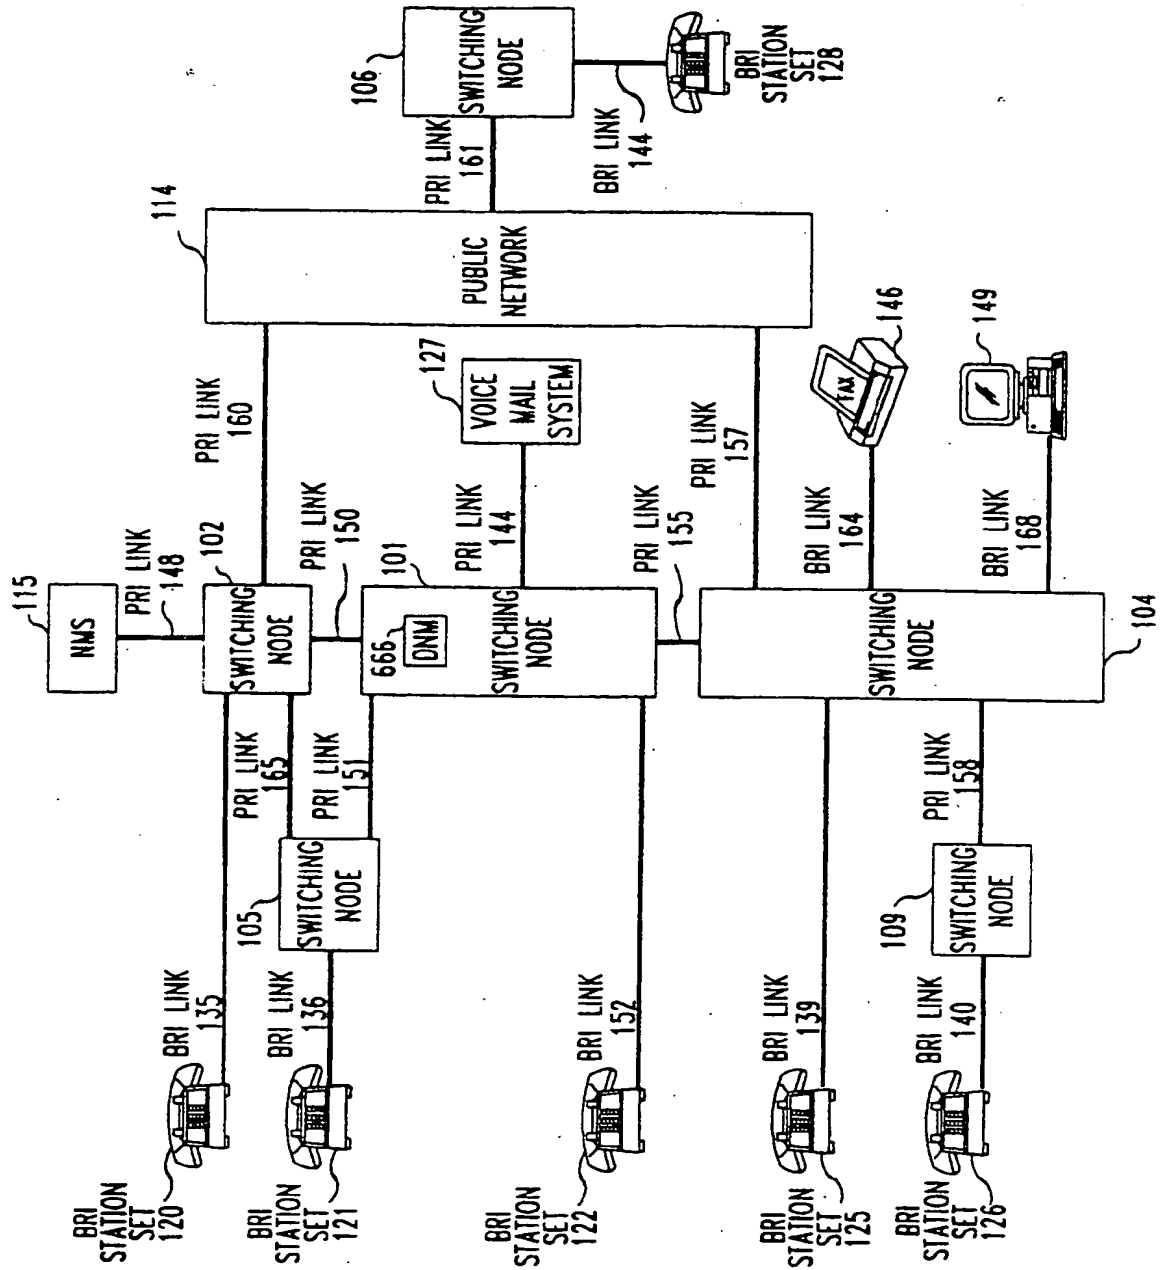 115
NMS
PRI LINK
148
102
SWITCHING
NODE
PRI LINK
160
114
PUBLIC
NETWORK
PRI LINK
161
106
SWITCHING
NODE
BRI LINK
144
BRI
STATION
SET
128
BRI
STATION
SET
120
BRI LINK
135
PRI LINK
165
PRI LINK
150
BRI
STATION
SET
121
BRI LINK
136
105
SWITCHING
NODE
PRI LINK
151
101
666
DNM
SWITCHING
NODE
PRI LINK
144
127
VOICE
MAIL
SYSTEM
BRI
STATION
SET
122
BRI LINK
152
PRI LINK
155
PRI LINK
157
SWITCHING
NODE
104
BRI
STATION
SET
125
BRI LINK
139
BRI LINK
164
FAX
146
BRI
STATION
SET
126
BRI LINK
140
109
SWITCHING
NODE
PRI LINK
158
BRI LINK
168
149